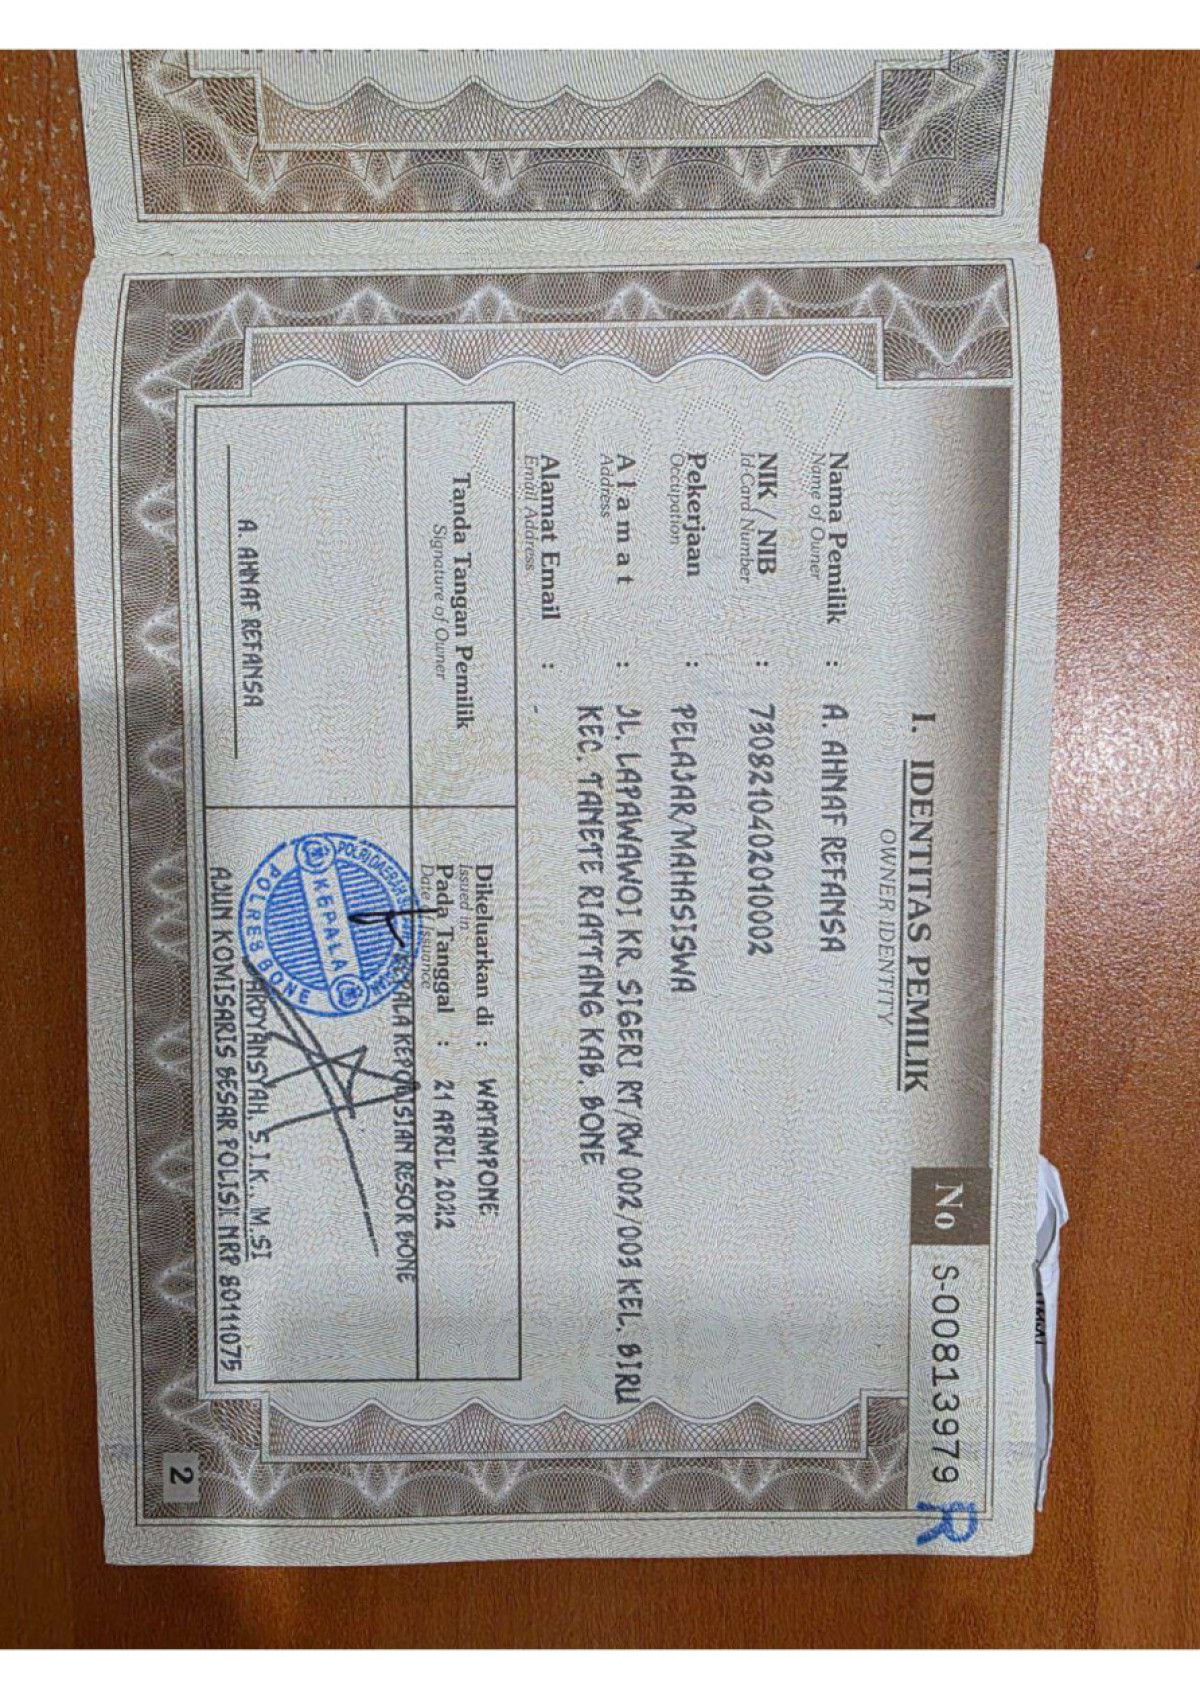 I. IDENTITAS PEMILIK
OWNER IDENTITY
No S-00813979
R
Nama Pemilik : A. AHNAF REFANSA
Name of Owner
NIK / NIB : 7308210402010002
Id Card Number
Pekerjaan : PELAJAR/MAHASISWA
Occupation
Alamat : JL. LAPAWAWOI KR. SIGERI RT/RW 002/003 KEL. BIRU
Address
KEC. TANETE RIATTANG KAB. BONE
Alamat Email : -
Email Address
Tanda Tangan Pemilik
Signature of Owner
A. AHNAF REFANSA
Dikeluarkan di : WATAMPONE
Issued in
Pada Tanggal : 21 APRIL 2022
Date of Issuance
KEPALA KEPOLISIAN RESOR BONE
KEPALA
POLRES BONE
ARDYANSYAH, S.I.K., M.SI
AJUN KOMISARIS BESAR POLISI NRP 80111075
2